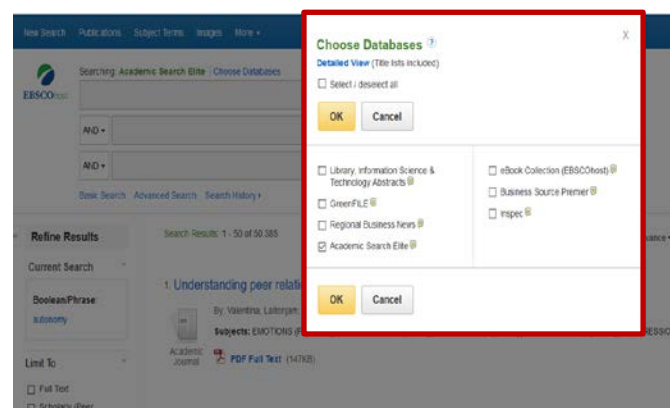 New Search Publications Subject Terms Images More
Searching: Academic Search Elite Choose Databases
EBSCOhost
AND
AND
Basic Search Advanced Search Search History
Refine Results
Current Search
Boolean/Phrase:
autonomy
Limit To
Full Text
Scholarly (Peer
Search Results: 1 - 50 of 50.385
1. Understanding peer relati
By: Valentina,
Subjects: EMOTIONS
Academic
Journal
PDF Full Text (147KB)
Choose Databases ?
X
Detailed View (Title lists included)
Select / deselect all
OK Cancel
Library, Information Science &
Technology Abstracts
GreenFILE
Regional Business News
Academic Search Elite
eBook Collection (EBSCOhost)
Business Source Premier
Inspec
OK Cancel